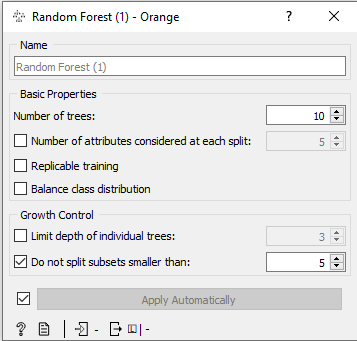 Random Forest (1) - Orange ? ×
Name
Random Forest (1)
Basic Properties
Number of trees: 10
Number of attributes considered at each split: 5
Replicable training
Balance class distribution
Growth Control
Limit depth of individual trees: 3
Do not split subsets smaller than: 5
Apply Automatically
? - | -